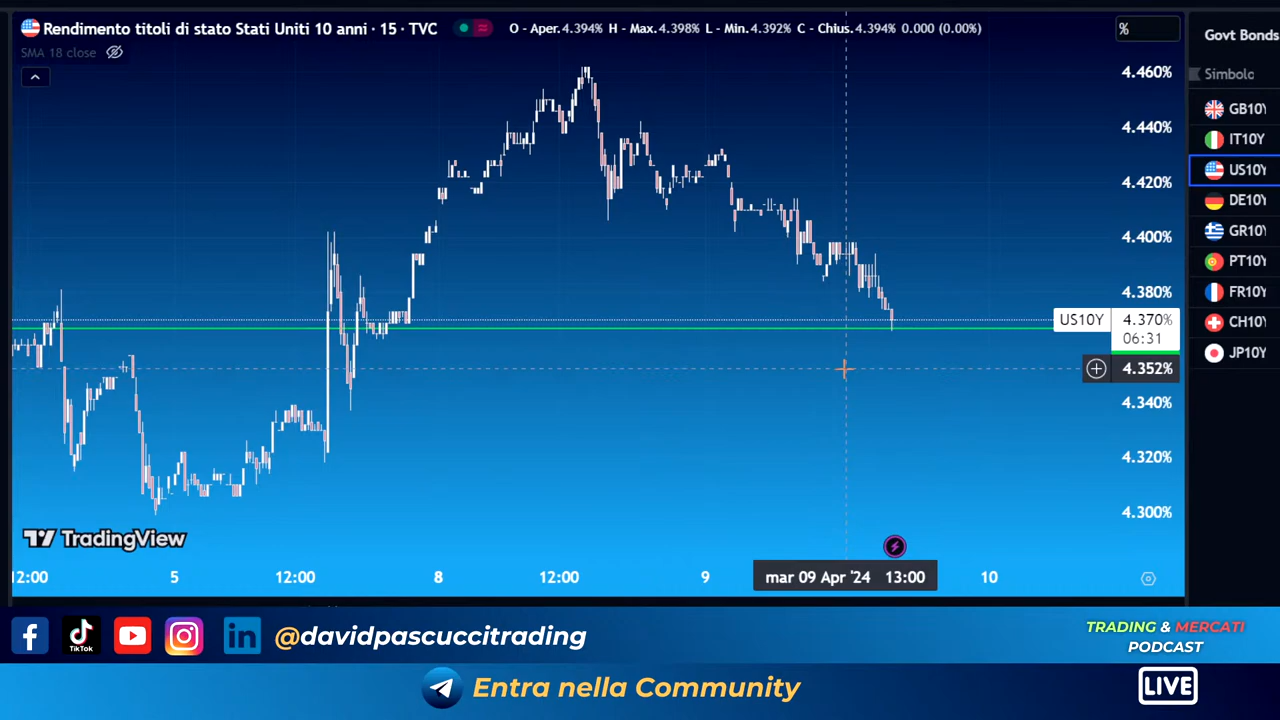 Rendimento titoli di stato Stati Uniti 10 anni · 15 · TVC
O - Aper.4.394% H - Max.4.398% L - Min.4.392% C - Chius.4.394% 0.000 (0.00%)
%
Govt Bonds
SMA 18 close
Simbolo
4.460%
4.440%
4.420%
4.400%
4.380%
US10Y 4.370%
06:31
4.352%
4.340%
4.320%
4.300%
GB10Y
IT10Y
US10Y
DE10Y
GR10Y
PT10Y
FR10Y
CH10Y
JP10Y
TradingView
12:00 5 12:00 8 12:00 9 mar 09 Apr '24 13:00 10
TikTok
@davidpascuccitrading
TRADING & MERCATI
PODCAST
Entra nella Community
LIVE